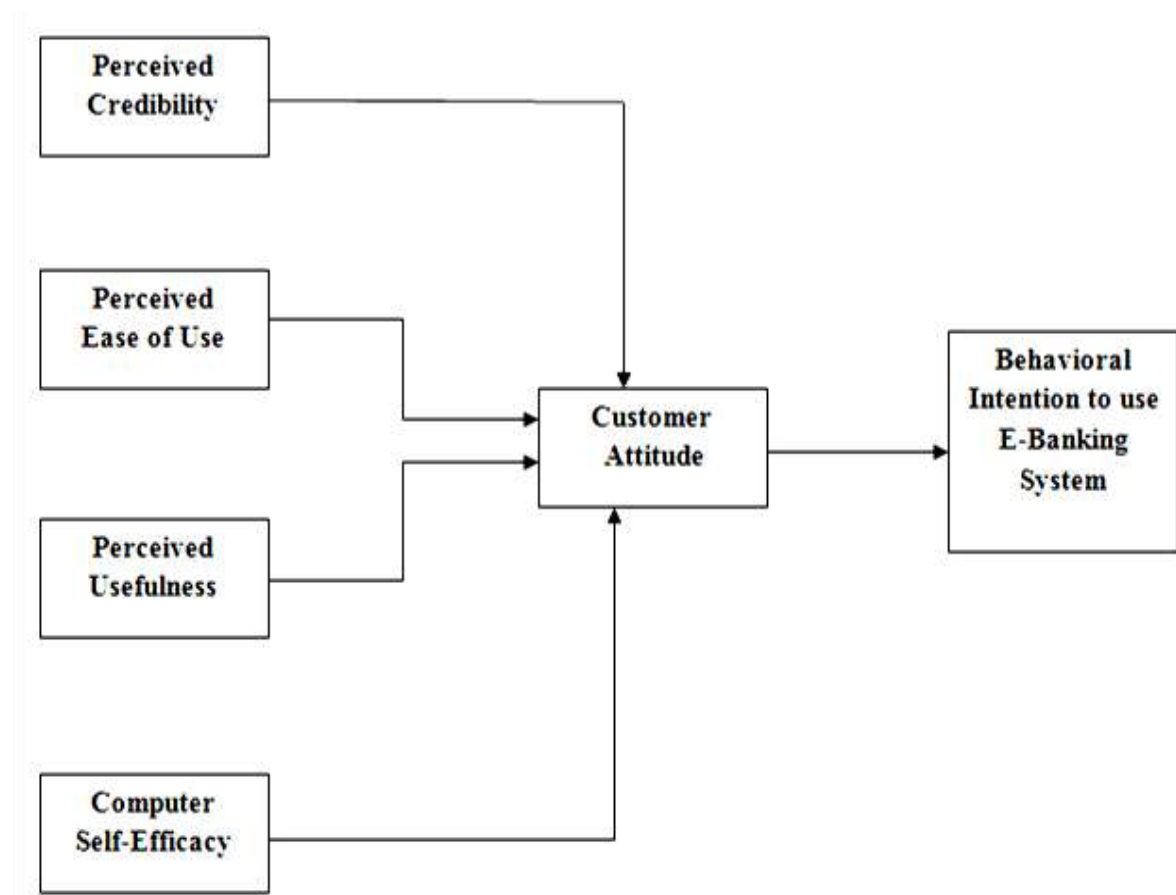 Perceived
Credibility
Perceived
Ease of Use
Perceived
Usefulness
Computer
Self-Efficacy
Customer
Attitude
Behavioral
Intention to use
E-Banking
System